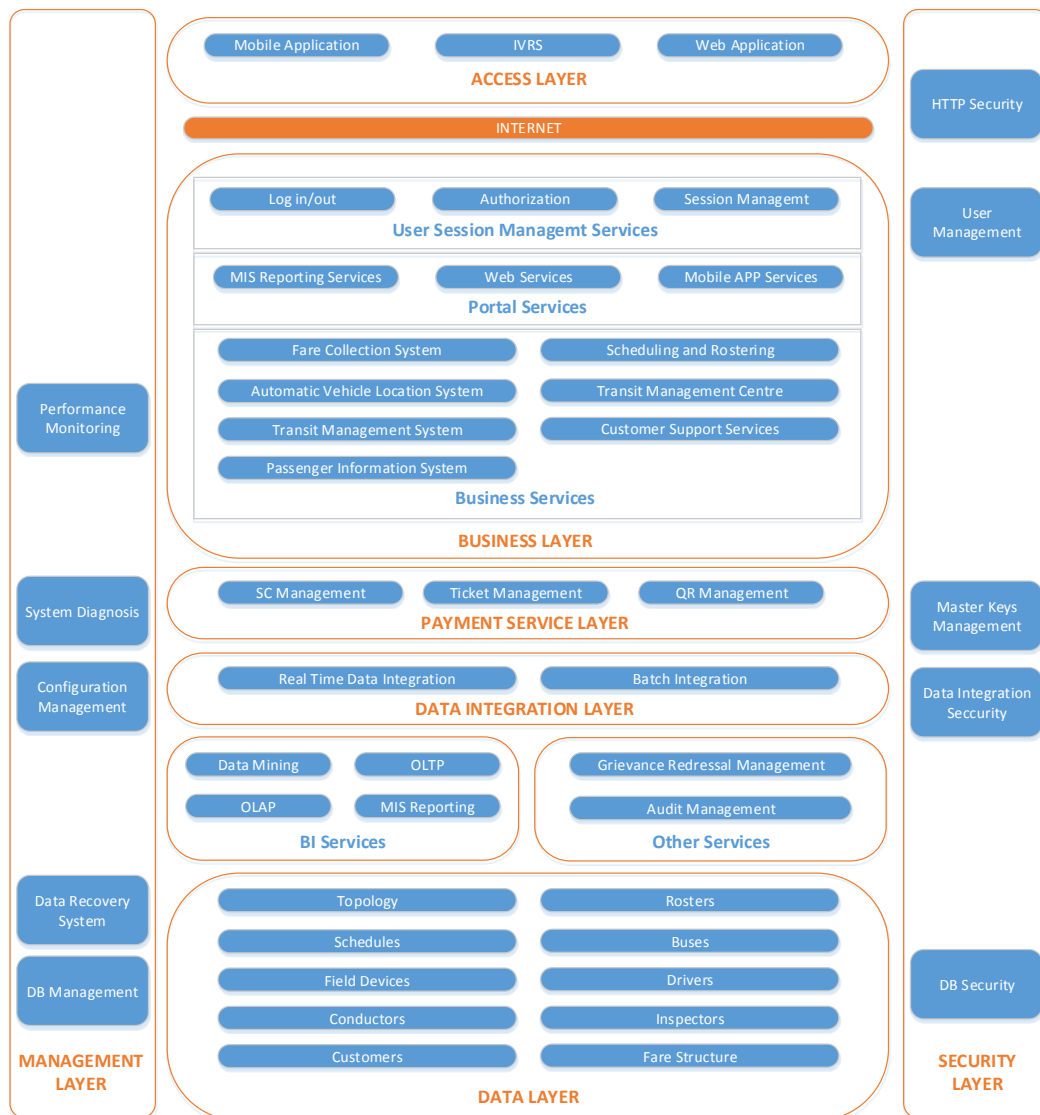 Mobile Application
IVRS
Web Application
ACCESS LAYER
INTERNET
Log in/out
Authorization
Session Managemt
User Session Managemt Services
MIS Reporting Services
Web Services
Mobile APP Services
Portal Services
Fare Collection System
Scheduling and Rostering
Automatic Vehicle Location System
Transit Management Centre
Transit Management System
Customer Support Services
Passenger Information System
Business Services
BUSINESS LAYER
SC Management
Ticket Management
QR Management
PAYMENT SERVICE LAYER
Real Time Data Integration
Batch Integration
DATA INTEGRATION LAYER
Data Mining
OLTP
OLAP
MIS Reporting
BI Services
Grievance Redressal Management
Audit Management
Other Services
Topology
Rosters
Schedules
Buses
Field Devices
Drivers
Conductors
Inspectors
Customers
Fare Structure
DATA LAYER
Performance
Monitoring
System Diagnosis
Configuration
Management
Data Recovery
System
DB Management
MANAGEMENT
LAYER
HTTP Security
User
Management
Master Keys
Management
Data Integration
Seccurity
DB Security
SECURITY
LAYER